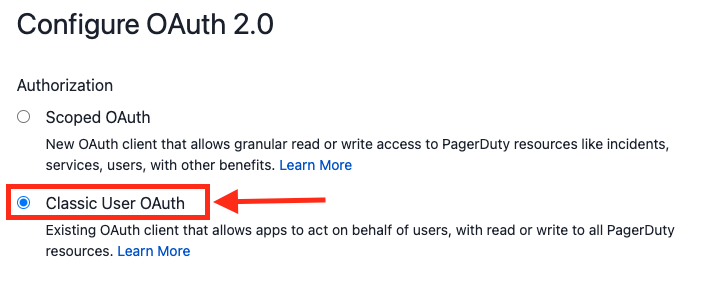 Configure OAuth 2.0
Authorization
Scoped OAuth
New OAuth client that allows granular read or write access to PagerDuty resources like incidents,
services, users, with other benefits. Learn More
Classic User OAuth
Existing OAuth client that allows apps to act on behalf of users, with read or write to all PagerDuty
resources. Learn More